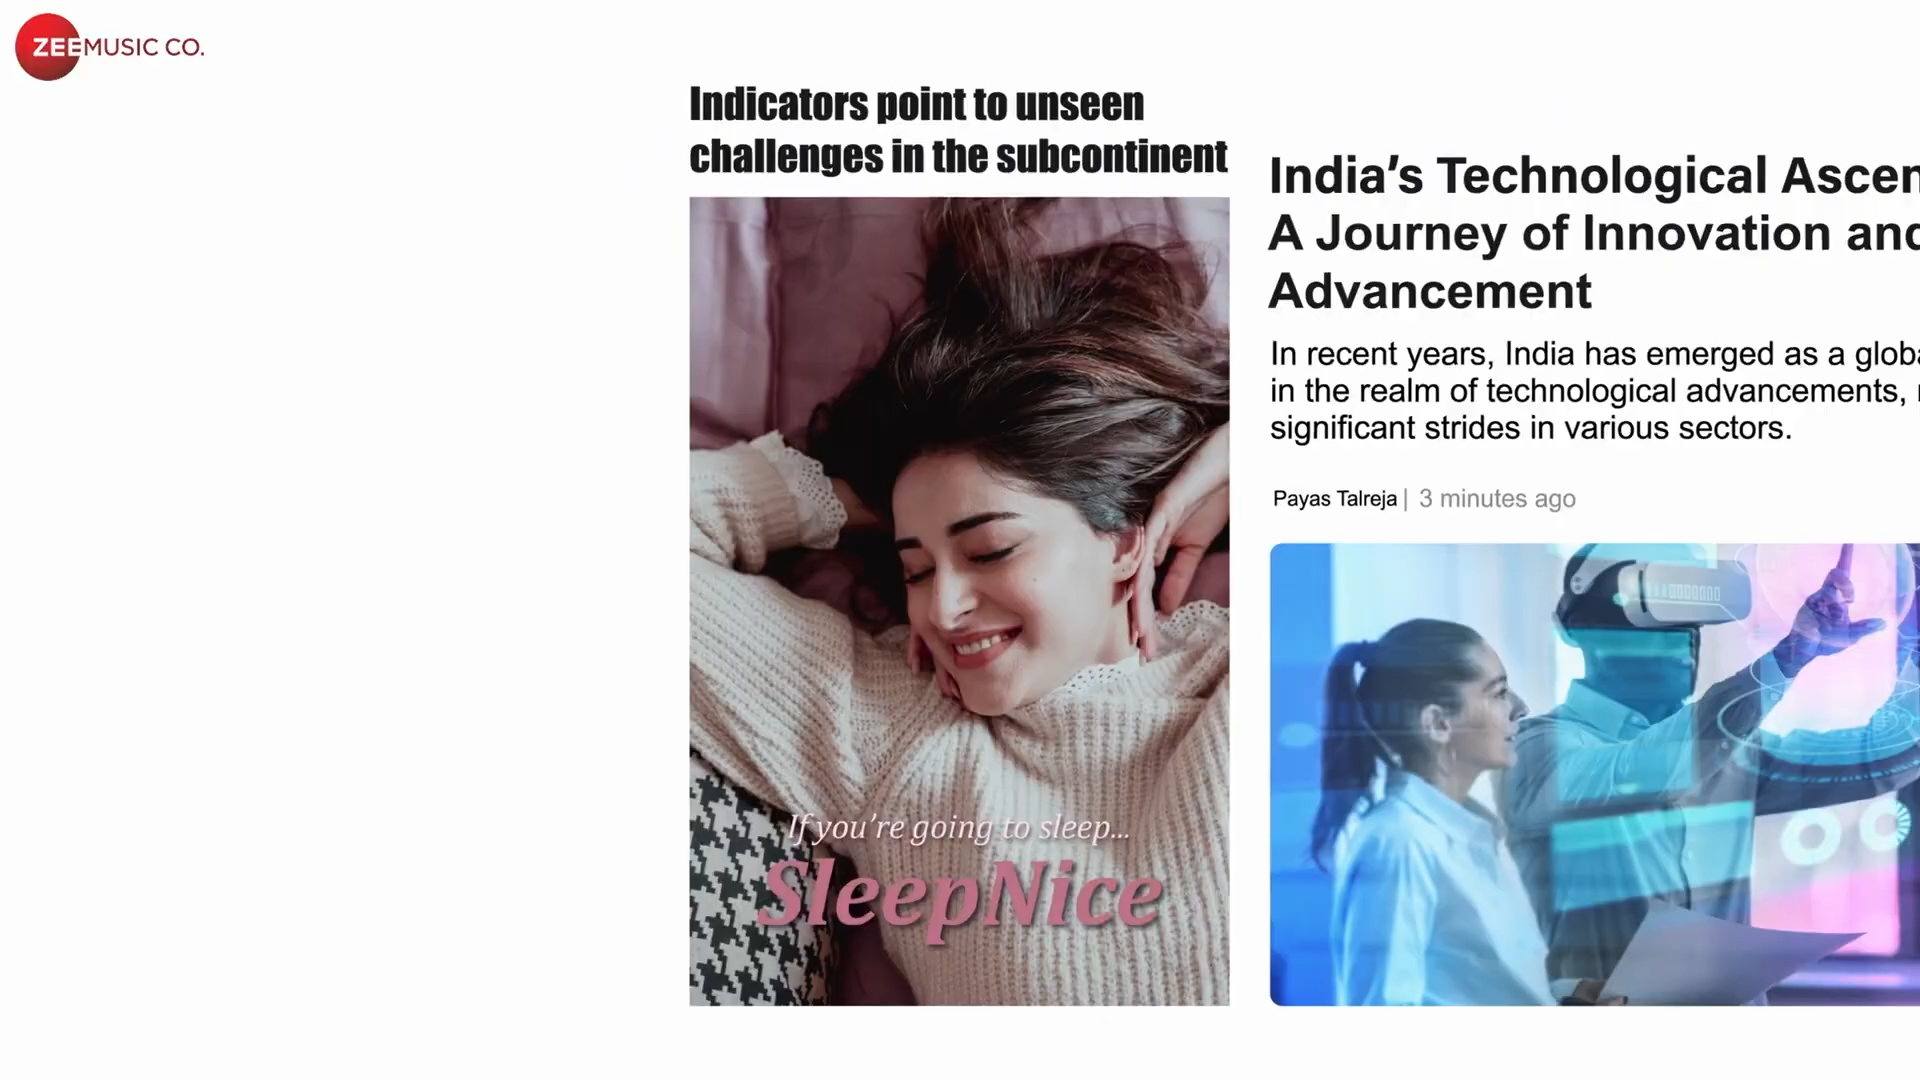 ZEEMUSIC CO.
Indicators point to unseen
challenges in the subcontinent
If you're going to sleep...
SleepNice
India's Technological Ascen
A Journey of Innovation and
Advancement
In recent years, India has emerged as a globa
in the realm of technological advancements,
significant strides in various sectors.
Payas Talreja | 3 minutes ago